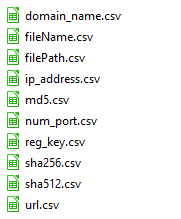 domain_name.csv
fileName.csv
filePath.csv
ip_address.csv
md5.csv
num_port.csv
reg_key.csv
sha256.csv
sha512.csv
url.csv